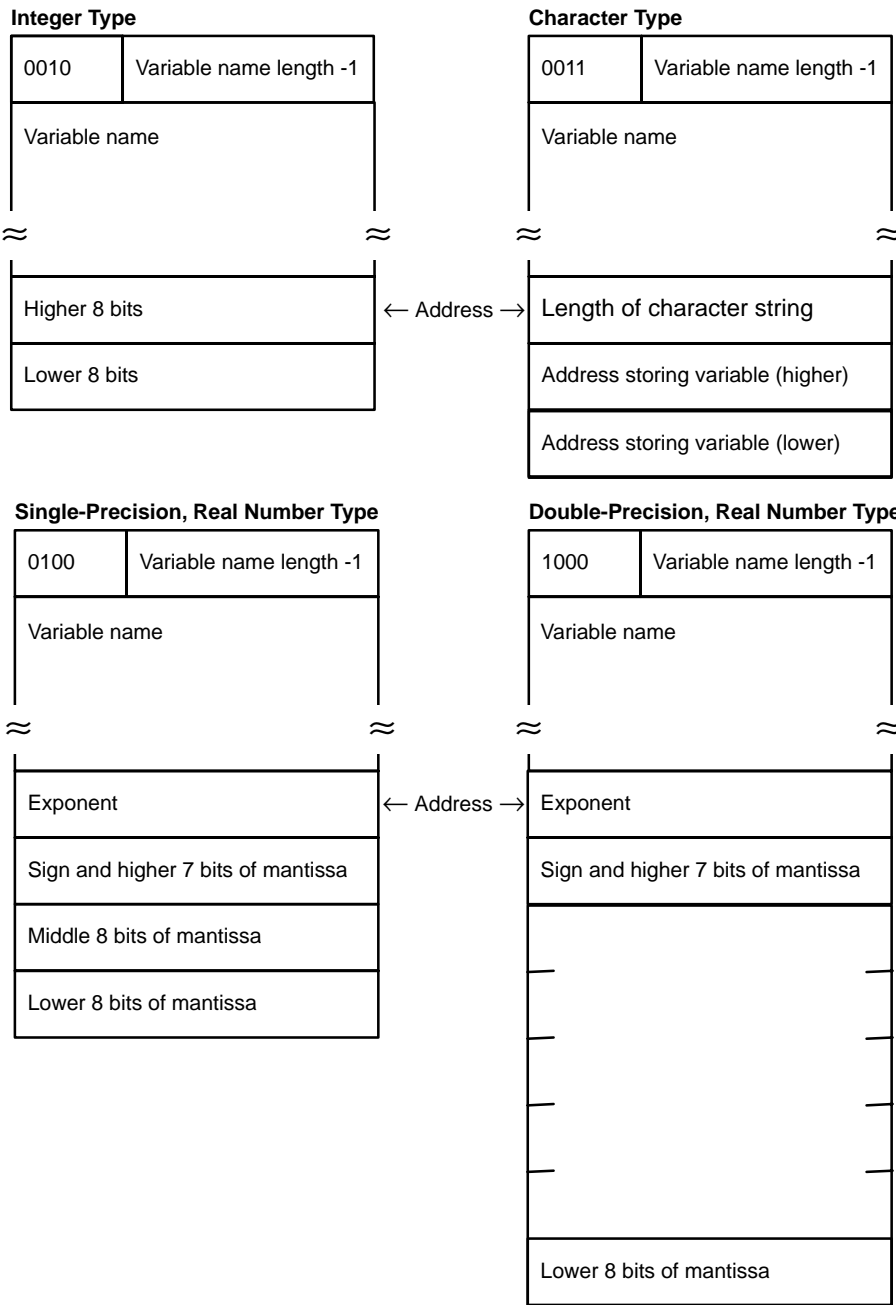 Integer Type
0010 Variable name length -1
Variable name
≈ ≈
Higher 8 bits
Lower 8 bits
← Address →
Character Type
0011 Variable name length -1
Variable name
≈ ≈
Length of character string
Address storing variable (higher)
Address storing variable (lower)
Single-Precision, Real Number Type
0100 Variable name length -1
Variable name
≈ ≈
Exponent
Sign and higher 7 bits of mantissa
Middle 8 bits of mantissa
Lower 8 bits of mantissa
← Address →
Double-Precision, Real Number Type
1000 Variable name length -1
Variable name
≈ ≈
Exponent
Sign and higher 7 bits of mantissa
Lower 8 bits of mantissa